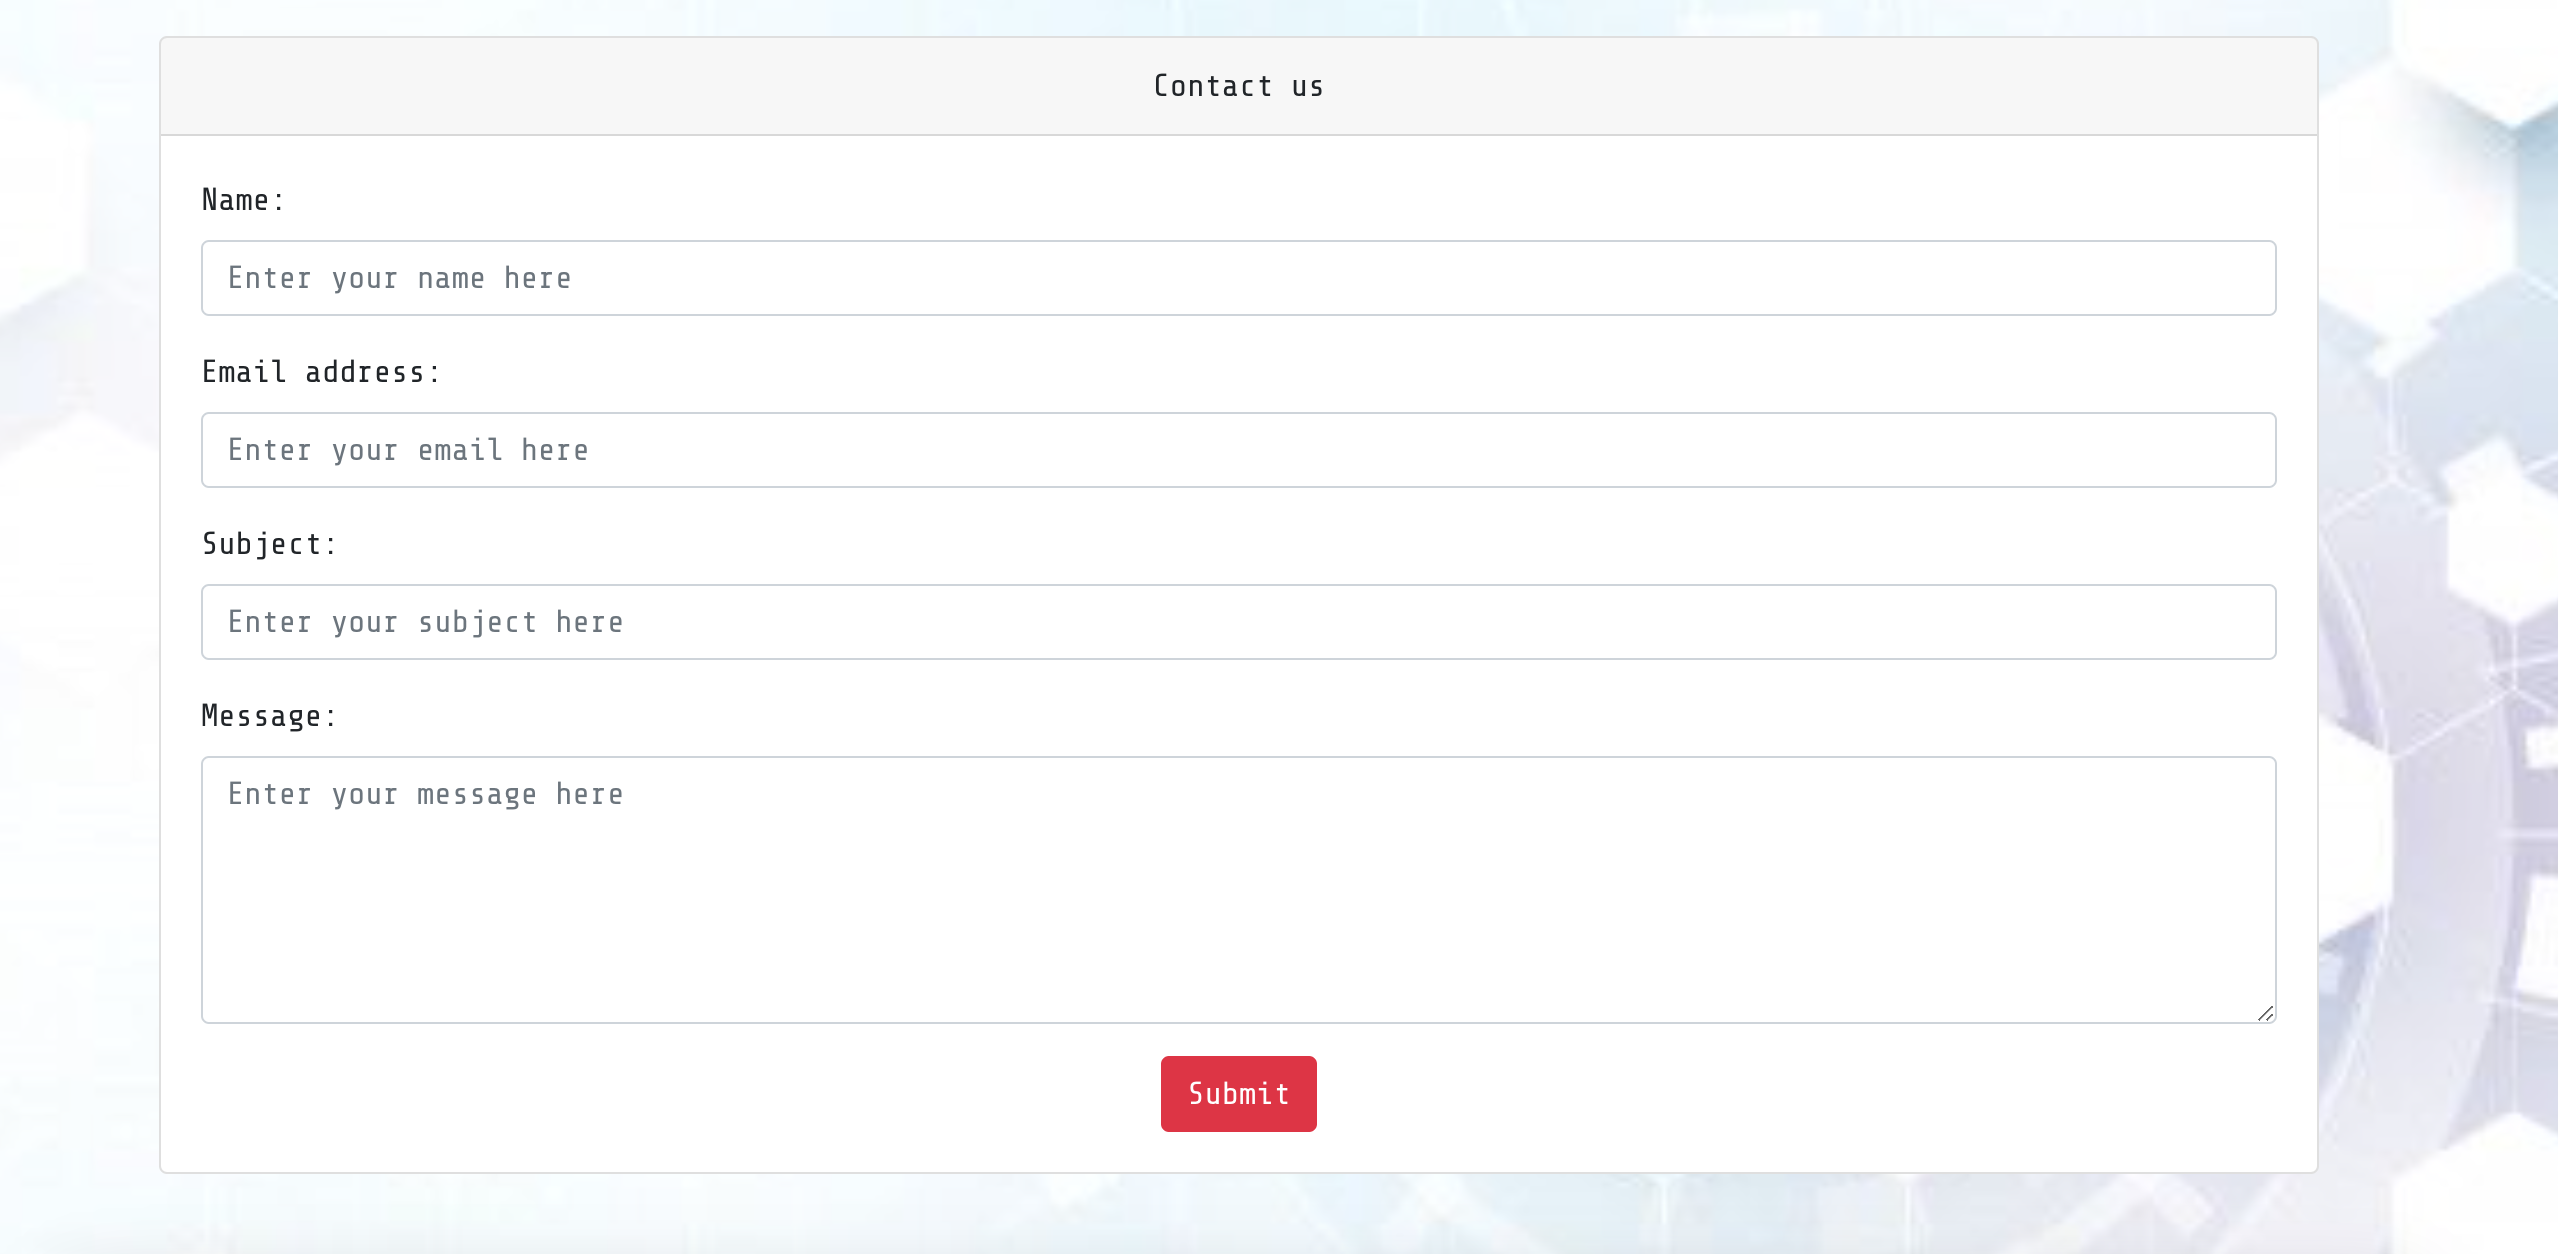 Contact us
Name:
Enter your name here
Email address:
Enter your email here
Subject:
Enter your subject here
Message:
Enter your message here
Submit